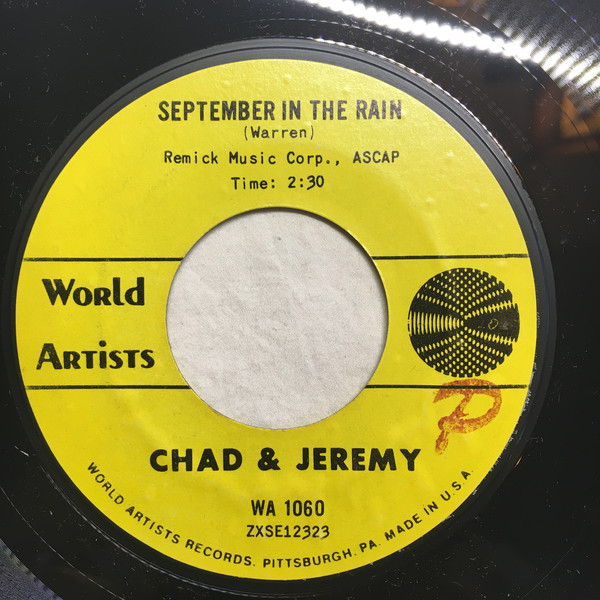 SEPTEMBER IN THE RAIN
(Warren)
Remick Music Corp., ASCAP
Time: 2:30
World
Artists
CHAD & JEREMY
WA 1060
ZXSE12323
WORLD ARTISTS RECORDS. PITTSBURGH. PA. MADE IN U.S.A.